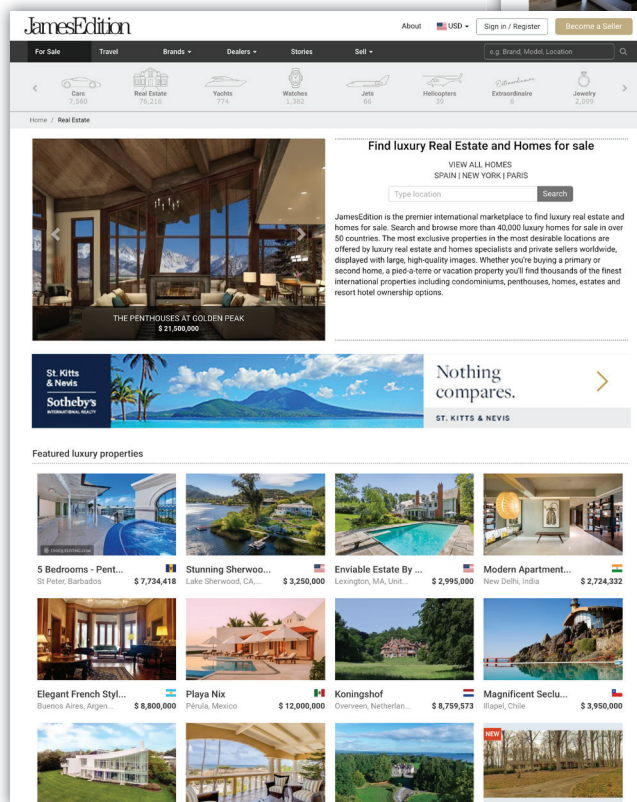 JamesEdition
About USD Sign in / Register Become a Seller
For Sale Travel Brands Dealers Stories Sell e.g. Brand, Model, Location
Cars Real Estate Yachts Watches Jets Helicopters Extraordinaire Jewelry
7,560 76,216 774 1,382 66 39 6 2,099
Home / Real Estate
Find luxury Real Estate and Homes for sale
VIEW ALL HOMES
SPAIN | NEW YORK | PARIS
Type location Search
JamesEdition is the premier international marketplace to find luxury real estate and
homes for sale. Search and browse more than 40,000 luxury homes for sale in over
50 countries. The most exclusive properties in the most desirable locations are
offered by luxury real estate and homes specialists and private sellers worldwide,
displayed with large, high-quality images. Whether you're buying a primary or
second home, a pied-a-terre or vacation property you'll find thousands of the finest
international properties including condominiums, penthouses, homes, estates and
resort hotel ownership options.
THE PENTHOUSES AT GOLDEN PEAK
$ 21,500,000
St. Kitts
& Nevis
Sotheby's
INTERNATIONAL REALTY
Nothing
compares.
ST. KITTS & NEVIS
Featured luxury properties
5 Bedrooms - Pent... Stunning Sherwoo... Enviable Estate By ... Modern Apartment...
St Peter, Barbados $ 7,734,418 Lake Sherwood, CA,... $ 3,250,000 Lexington, MA, Unit... $ 2,995,000 New Delhi, India $ 2,724,332
Elegant French Styl... Playa Nix Koningshof Magnificent Seclu...
Buenos Aires, Argen... $ 8,800,000 Pérula, Mexico $ 12,000,000 Overveen, Netherlan... $ 8,759,573 Illapel, Chile $ 3,950,000
NEW